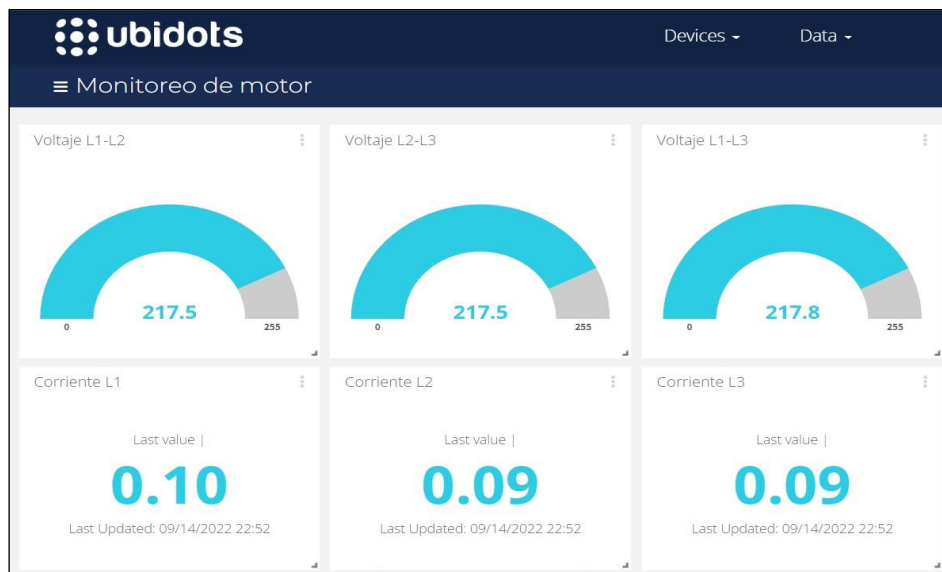 ubidots
Devices
Data
Monitoreo de motor
Voltaje L1-L2
Voltaje L2-L3
Voltaje L1-L3
217.5
0
255
217.5
0
255
217.8
0
255
Corriente L1
Corriente L2
Corriente L3
Last value |
Last value |
Last value |
0.10
0.09
0.09
Last Updated: 09/14/2022 22:52
Last Updated: 09/14/2022 22:52
Last Updated: 09/14/2022 22:52